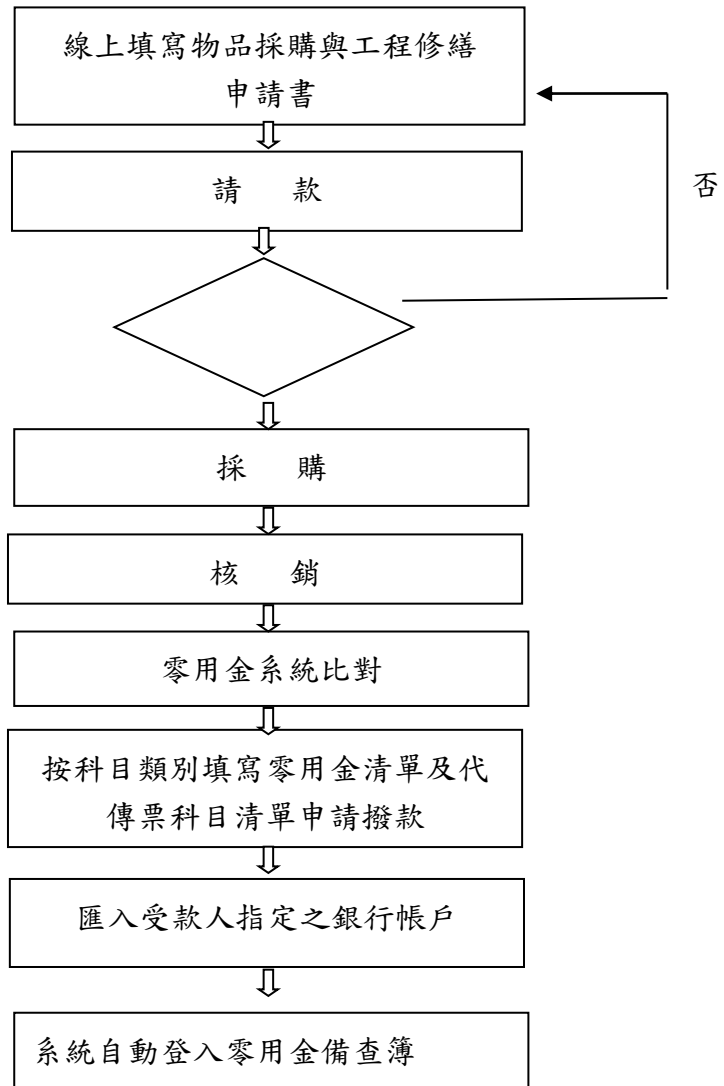 線上填寫物品採購與工程修繕
申請書
請 款
否
採 購
核 銷
零用金系統比對
按科目類別填寫零用金清單及代
傳票科目清單申請撥款
匯入受款人指定之銀行帳戶
系統自動登入零用金備查簿